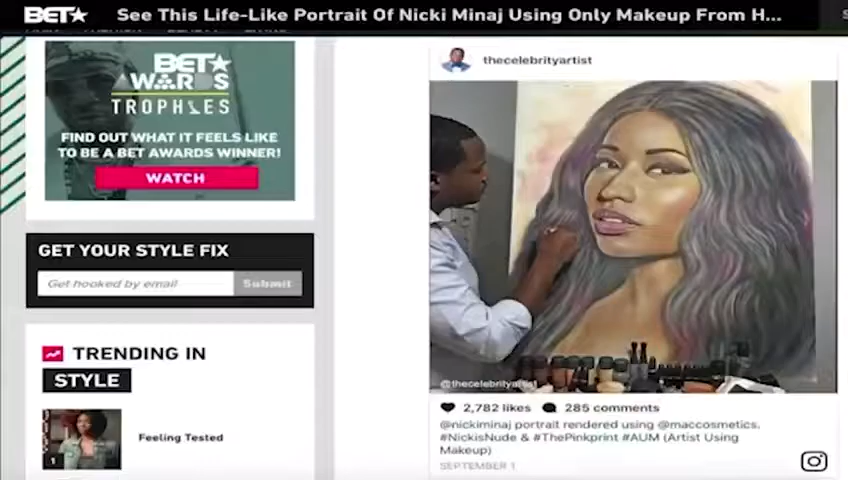 BET★ See This Life-Like Portrait Of Nicki Minaj Using Only Makeup From H...
BET★
AWARDS
TROPHIES
FIND OUT WHAT IT FEELS LIKE
TO BE A BET AWARDS WINNER!
WATCH
GET YOUR STYLE FIX
Get hooked by email Submit
TRENDING IN
STYLE
1
Feeling Tested
thecelebrityartist
@thecelebrityartist
2,782 likes 285 comments
@nickiminaj portrait rendered using @maccosmetics.
#NickisNude & #ThePinkprint #AUM (Artist Using
Makeup)
SEPTEMBER 1